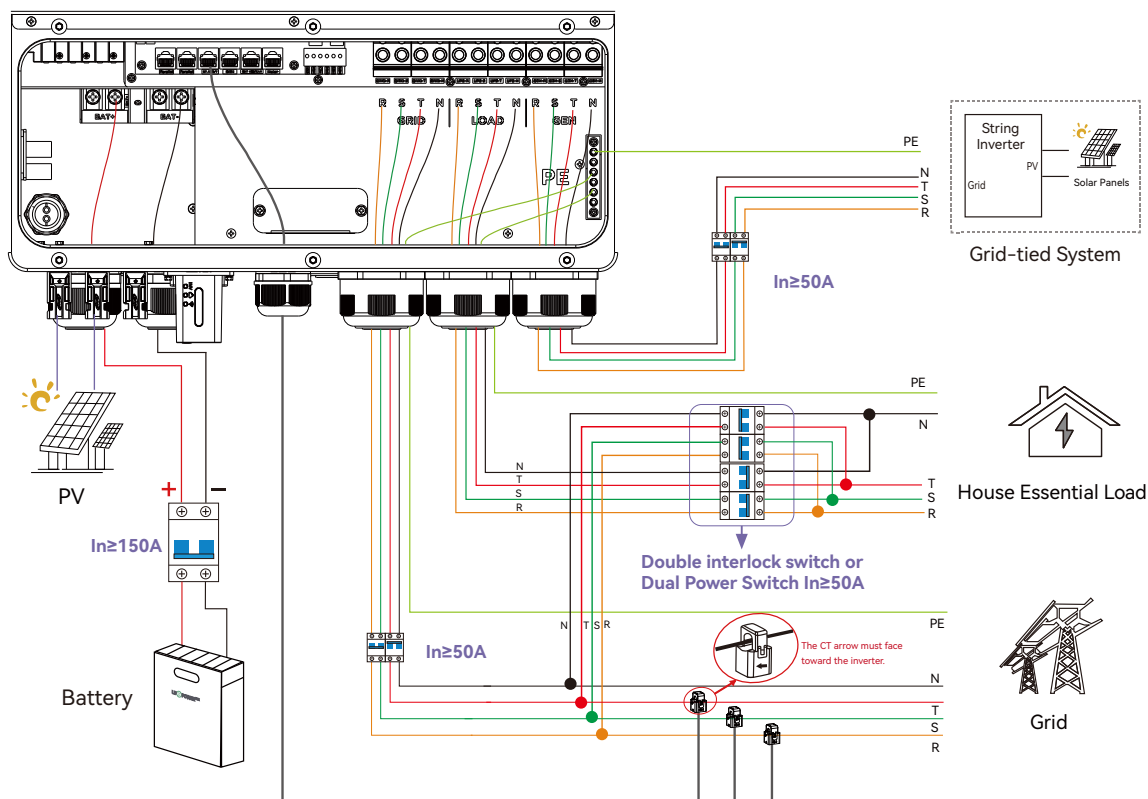 BAT+
BAT-
R S T N R S T N R S T N
GRID LOAD GEN
PE
PE
N
T
S
R
String
Inverter
PV
Grid
Solar Panels
Grid-tied System
In≥50A
PV
+ −
In≥150A
Battery
PE
N
N
T
S
R
T
S
R
House Essential Load
Double interlock switch or
Dual Power Switch In≥50A
N T S R
PE
In≥50A
The CT arrow must face
toward the inverter.
N
T
S
R
Grid